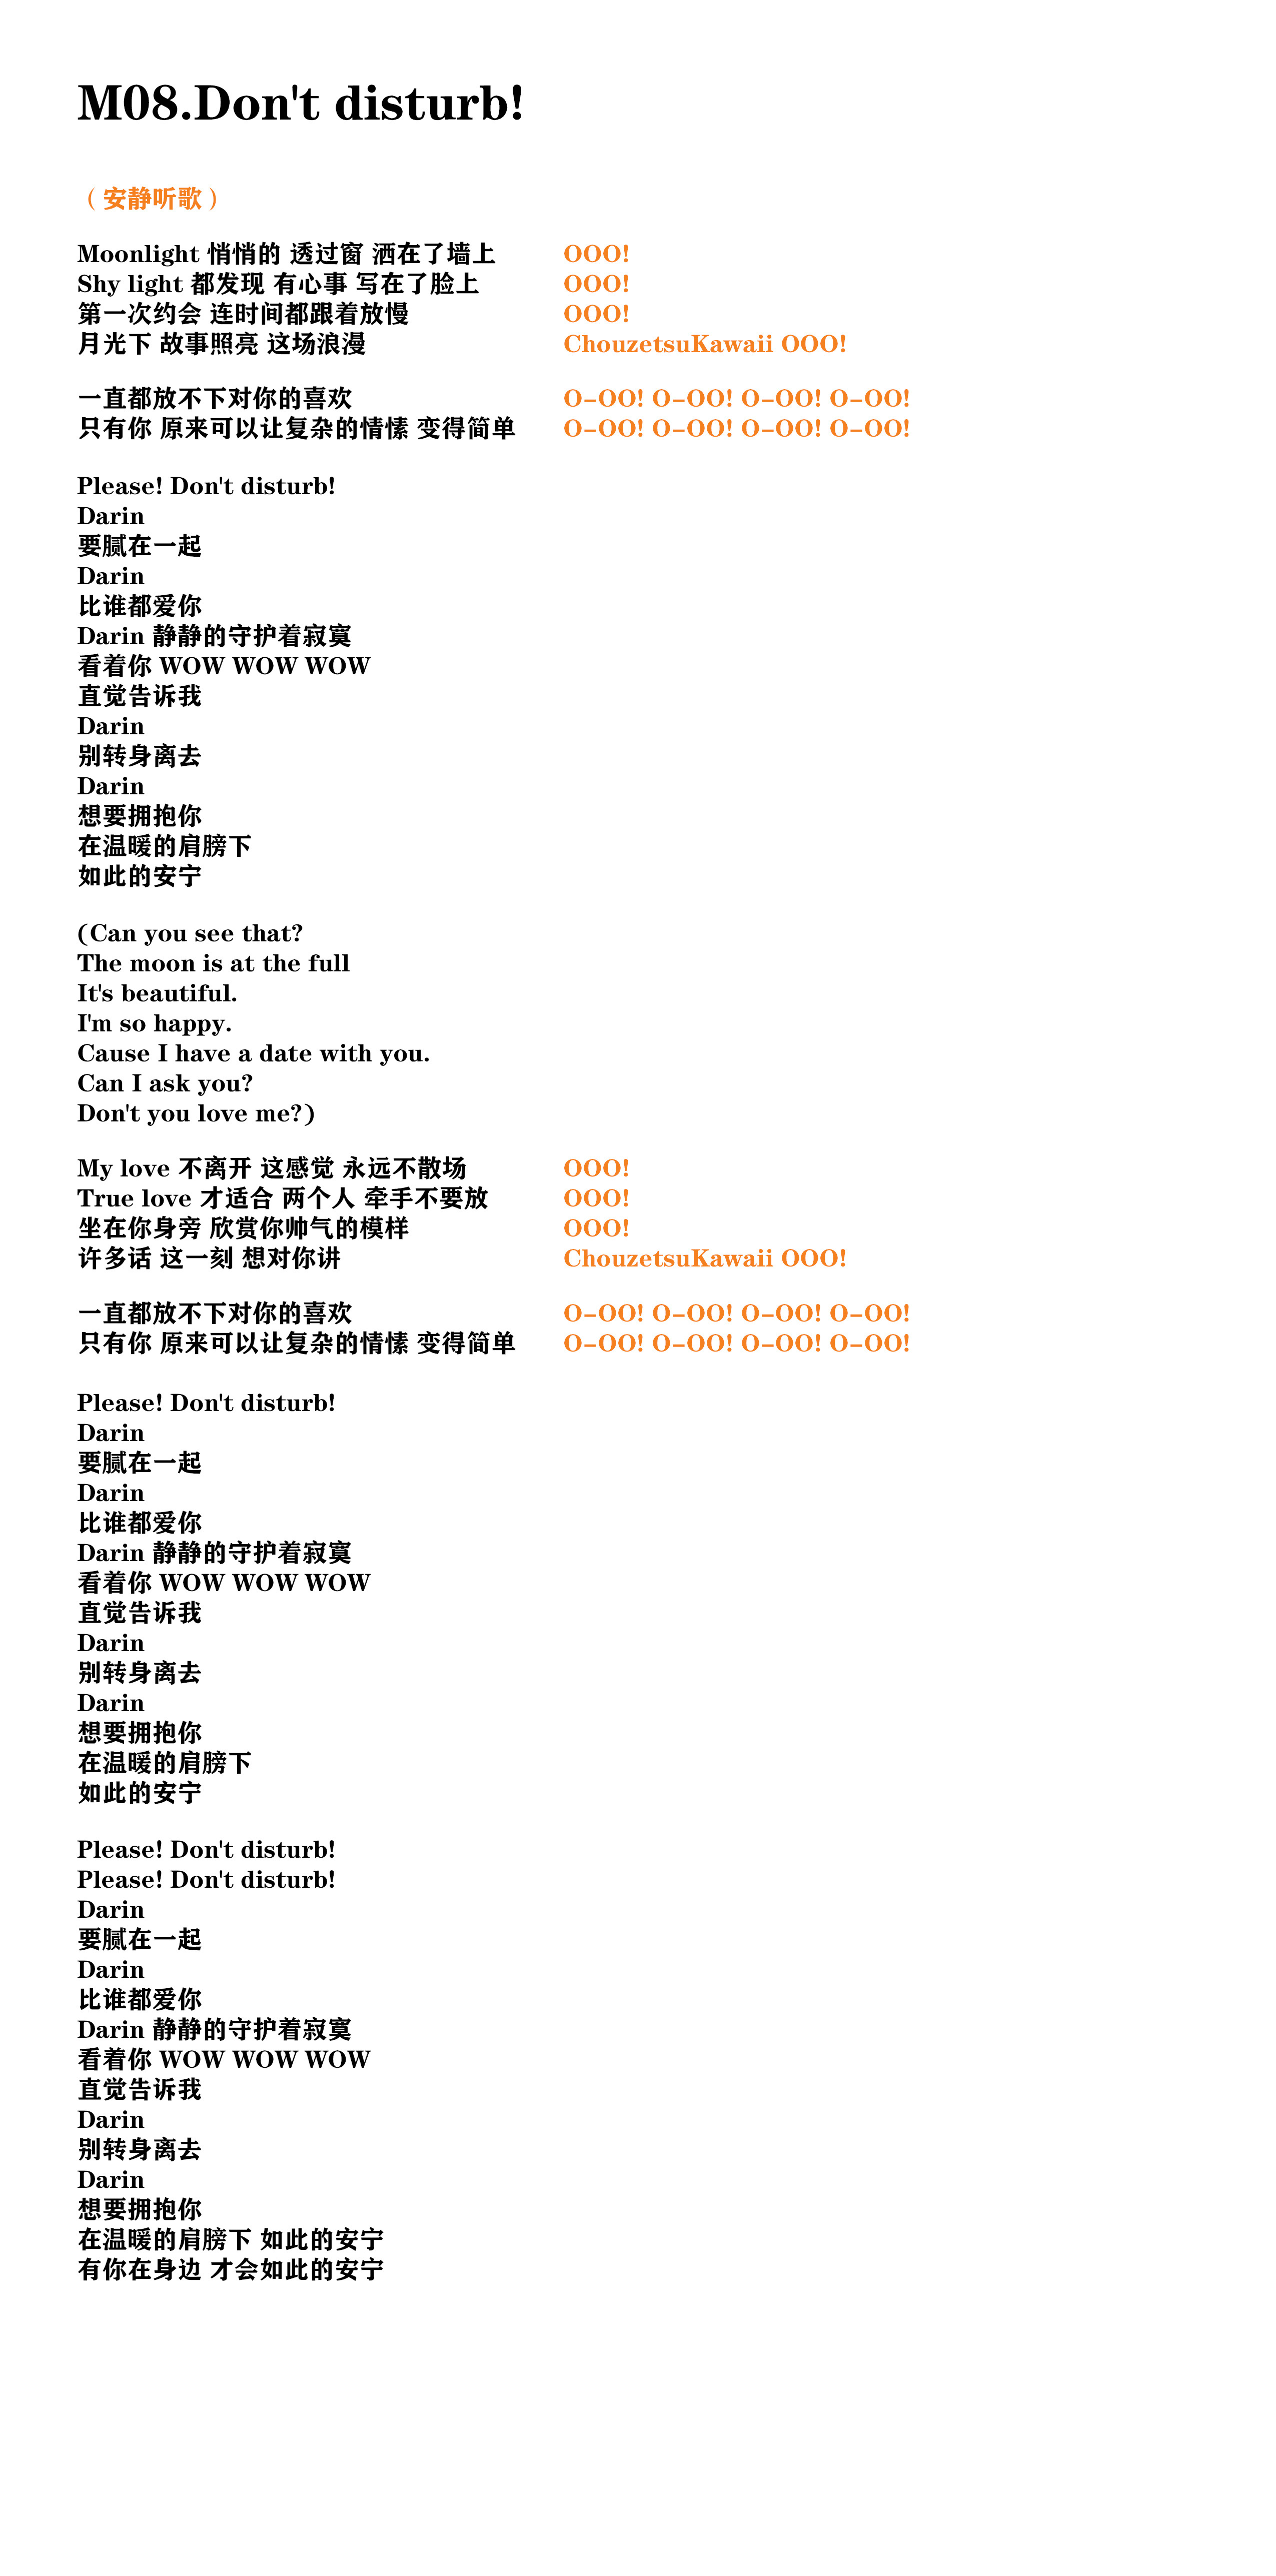 M08.Don't disturb!
（安静听歌）
Moonlight 悄悄的 透过窗 洒在了墙上 OOO!
Shy light 都发现 有心事 写在了脸上 OOO!
第一次约会 连时间都跟着放慢 OOO!
月光下 故事照亮 这场浪漫 ChouzetsuKawaii OOO!
一直都放不下对你的喜欢 O-OO! O-OO! O-OO! O-OO!
只有你 原来可以让复杂的情愫 变得简单 O-OO! O-OO! O-OO! O-OO!
Please! Don't disturb!
Darin
要腻在一起
Darin
比谁都爱你
Darin 静静的守护着寂寞
看着你 WOW WOW WOW
直觉告诉我
Darin
别转身离去
Darin
想要拥抱你
在温暖的肩膀下
如此的安宁
(Can you see that?
The moon is at the full
It's beautiful.
I'm so happy.
Cause I have a date with you.
Can I ask you?
Don't you love me?)
My love 不离开 这感觉 永远不散场 OOO!
True love 才适合 两个人 牵手不要放 OOO!
坐在你身旁 欣赏你帅气的模样 OOO!
许多话 这一刻 想对你讲 ChouzetsuKawaii OOO!
一直都放不下对你的喜欢 O-OO! O-OO! O-OO! O-OO!
只有你 原来可以让复杂的情愫 变得简单 O-OO! O-OO! O-OO! O-OO!
Please! Don't disturb!
Darin
要腻在一起
Darin
比谁都爱你
Darin 静静的守护着寂寞
看着你 WOW WOW WOW
直觉告诉我
Darin
别转身离去
Darin
想要拥抱你
在温暖的肩膀下
如此的安宁
Please! Don't disturb!
Please! Don't disturb!
Darin
要腻在一起
Darin
比谁都爱你
Darin 静静的守护着寂寞
看着你 WOW WOW WOW
直觉告诉我
Darin
别转身离去
Darin
想要拥抱你
在温暖的肩膀下 如此的安宁
有你在身边 才会如此的安宁